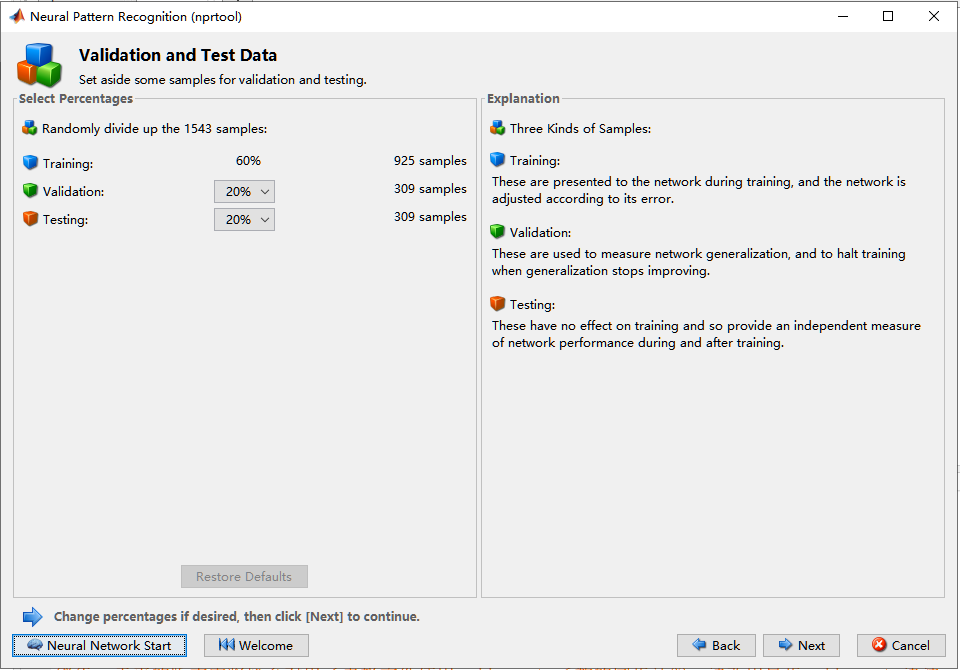 Neural Pattern Recognition (nprtool)
Validation and Test Data
Set aside some samples for validation and testing.
Select Percentages
Randomly divide up the 1543 samples:
Training: 60% 925 samples
Validation: 20% 309 samples
Testing: 20% 309 samples
Restore Defaults
Explanation
Three Kinds of Samples:
Training:
These are presented to the network during training, and the network is
adjusted according to its error.
Validation:
These are used to measure network generalization, and to halt training
when generalization stops improving.
Testing:
These have no effect on training and so provide an independent measure
of network performance during and after training.
Change percentages if desired, then click [Next] to continue.
Neural Network Start Welcome Back Next Cancel